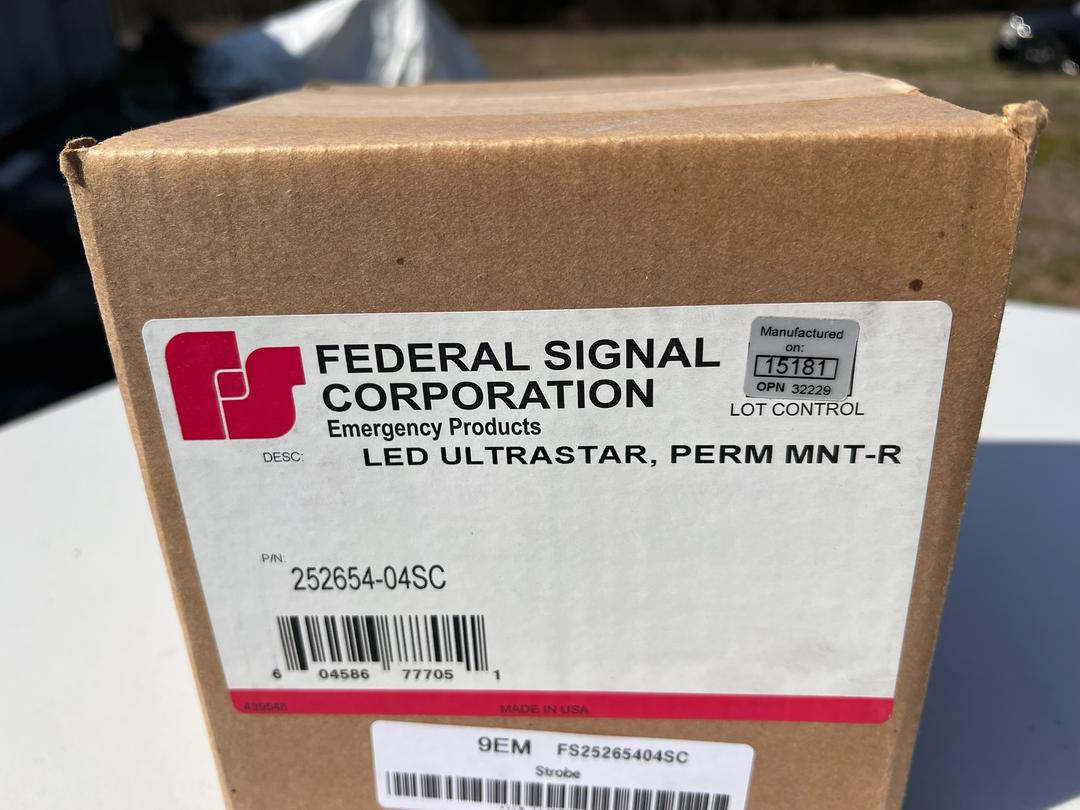 FEDERAL SIGNAL
CORPORATION
Emergency Products
Manufactured
on:
15181
OPN 32229
LOT CONTROL
DESC: LED ULTRASTAR, PERM MNT-R
P/N:
252654-04SC
6 04586 77705 1
439548 MADE IN USA
9EM FS25265404SC
Strobe